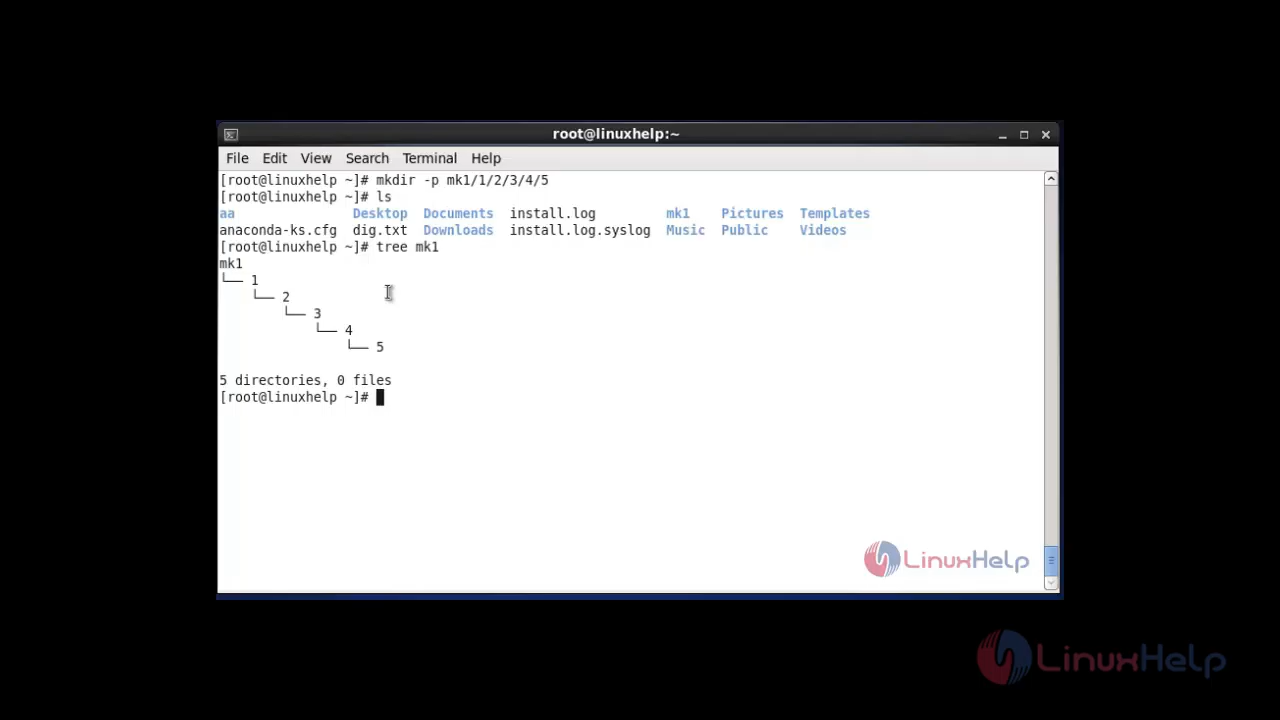 root@linuxhelp:~
File Edit View Search Terminal Help
[root@linuxhelp ~]# mkdir -p mk1/1/2/3/4/5
[root@linuxhelp ~]# ls
aa Desktop Documents install.log mk1 Pictures Templates
anaconda-ks.cfg dig.txt Downloads install.log.syslog Music Public Videos
[root@linuxhelp ~]# tree mk1
mk1
└── 1
    └── 2
        └── 3
            └── 4
                └── 5
5 directories, 0 files
[root@linuxhelp ~]#
LinuxHelp
LinuxHelp